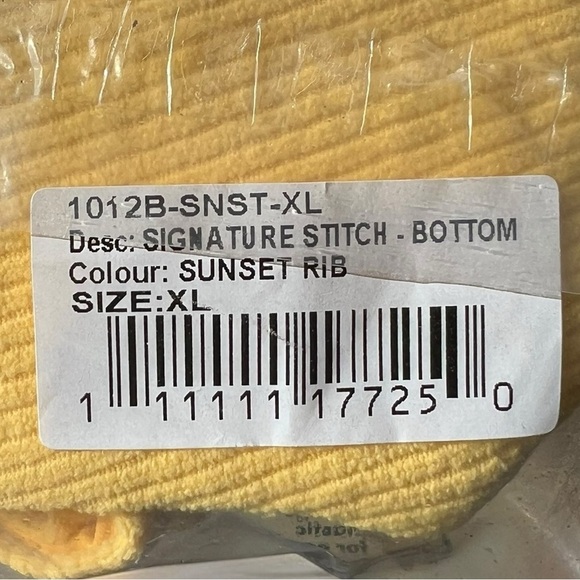 1012B-SNST-XL
Desc: SIGNATURE STITCH - BOTTOM
Colour: SUNSET RIB
SIZE:XL
1 11111 17725 0